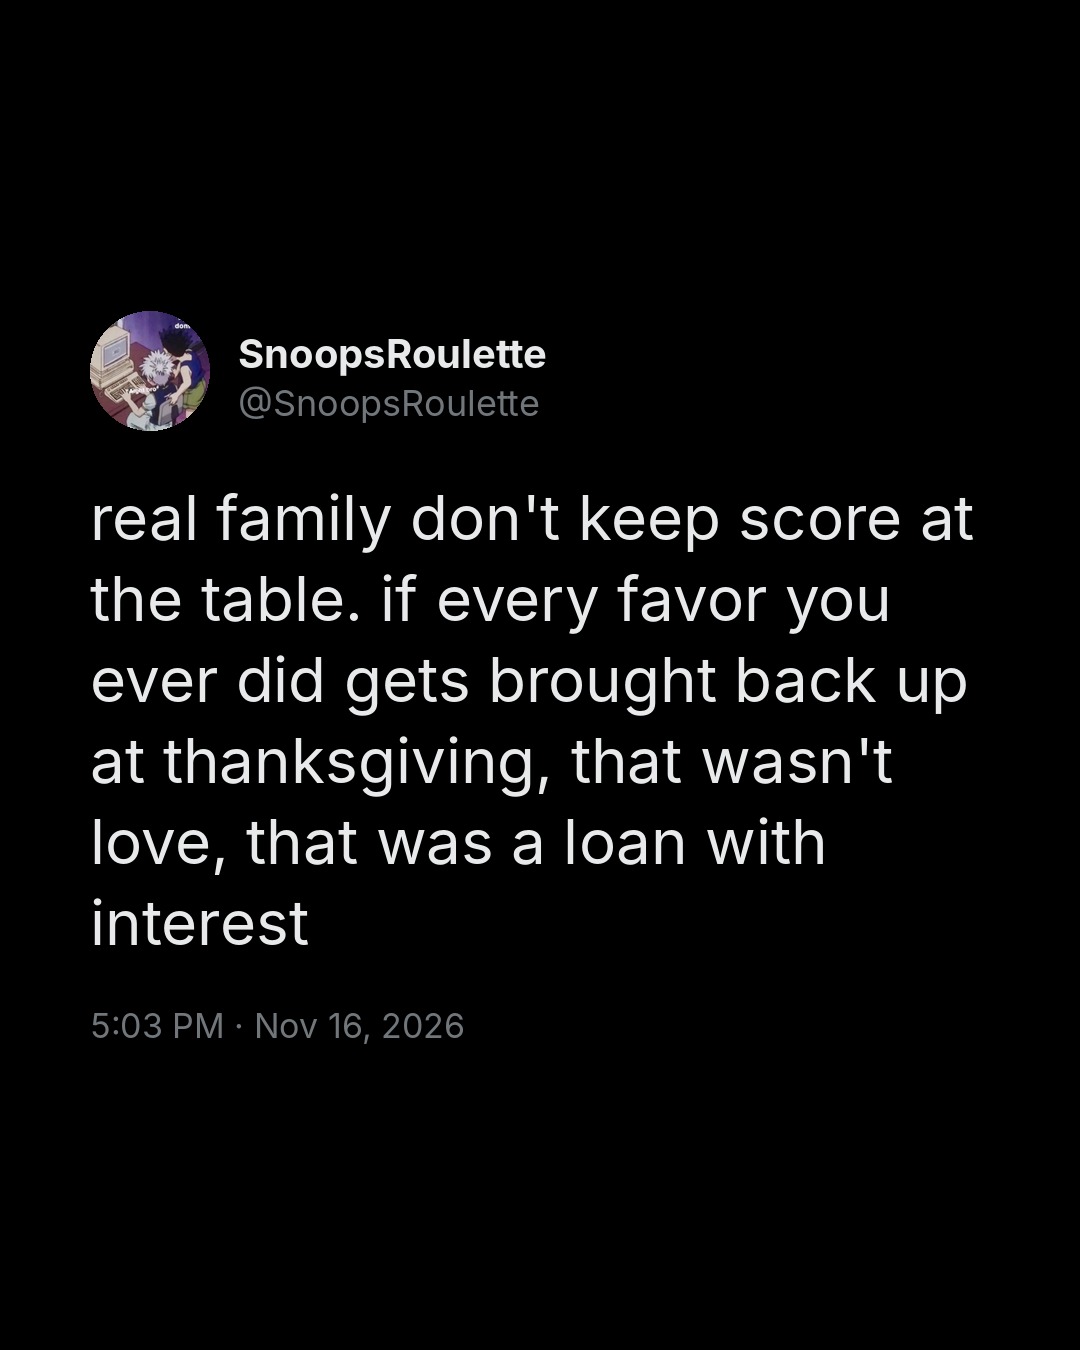 SnoopsRoulette
@SnoopsRoulette
real family don't keep score at
the table. if every favor you
ever did gets brought back up
at thanksgiving, that wasn't
love, that was a loan with
interest
5:03 PM · Nov 16, 2026